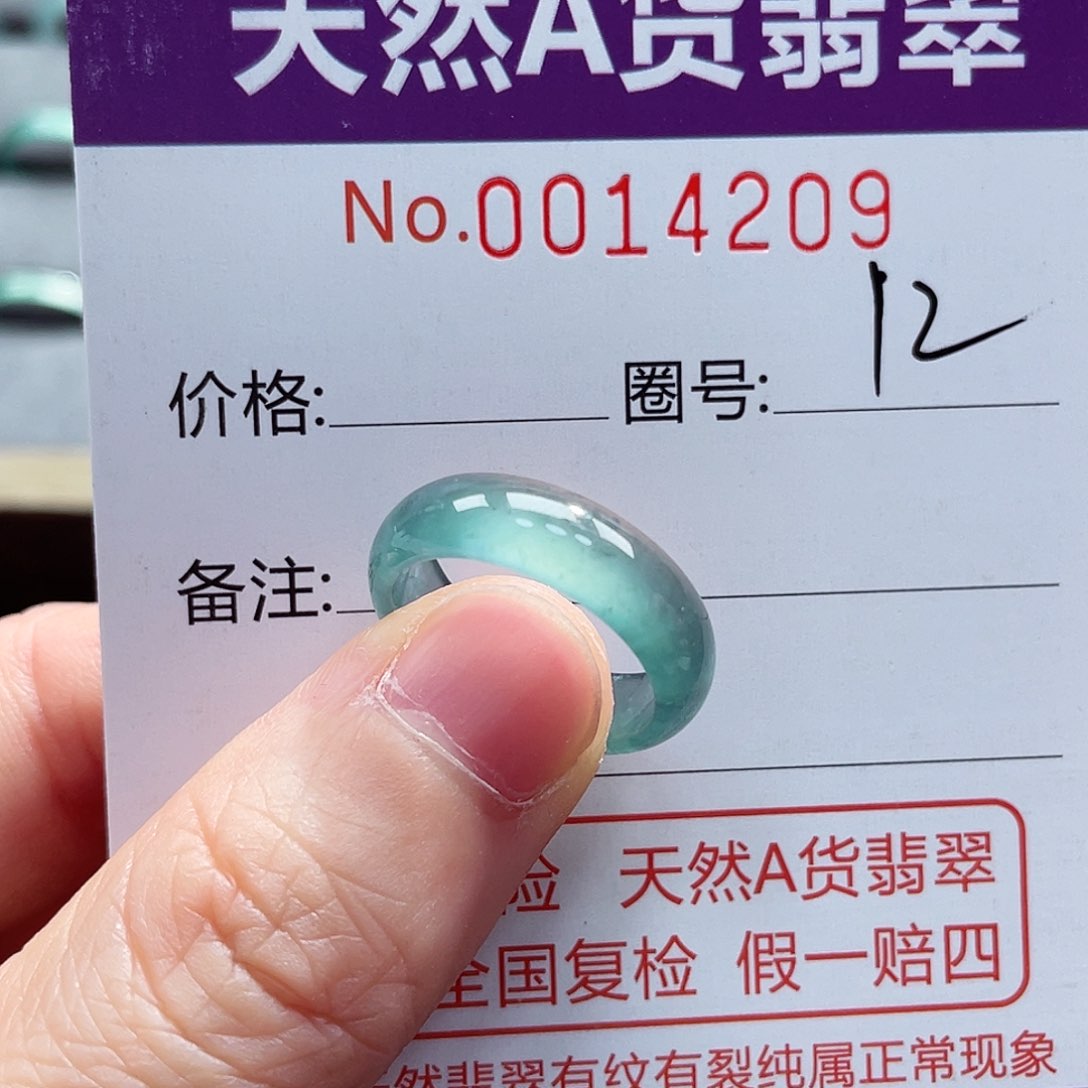 天然A货翡翠
No.0014209
价格: 圈号: 12
备注:
检 天然A货翡翠
全国复检 假一赔四
然翡翠有纹有裂纯属正常现象